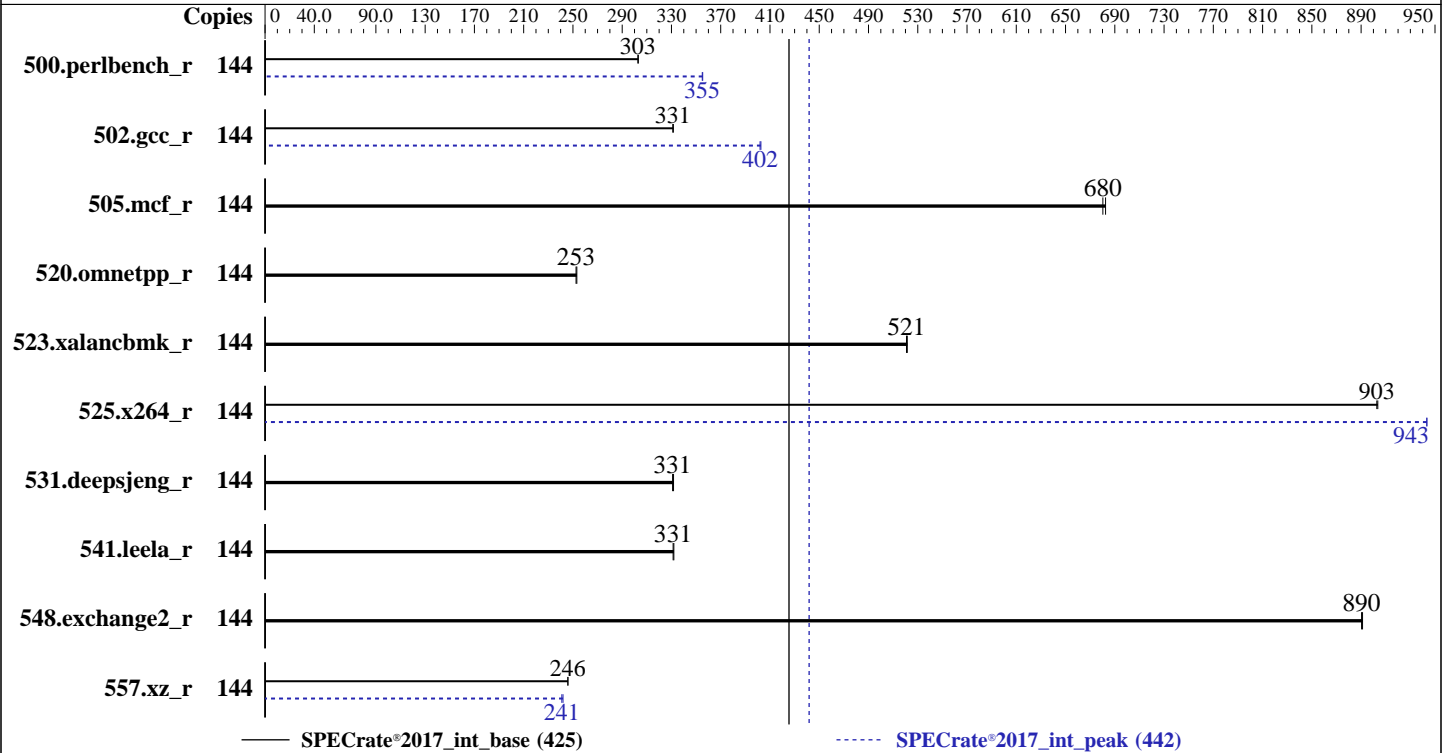 Copies 0 40.0 90.0 130 170 210 250 290 330 370 410 450 490 530 570 610 650 690 730 770 810 850 890 950
303
500.perlbench_r 144
355
331
502.gcc_r 144
402
680
505.mcf_r 144
253
520.omnetpp_r 144
521
523.xalancbmk_r 144
903
525.x264_r 144
943
331
531.deepsjeng_r 144
331
541.leela_r 144
890
548.exchange2_r 144
246
557.xz_r 144
241
SPECrate®2017_int_base (425) SPECrate®2017_int_peak (442)